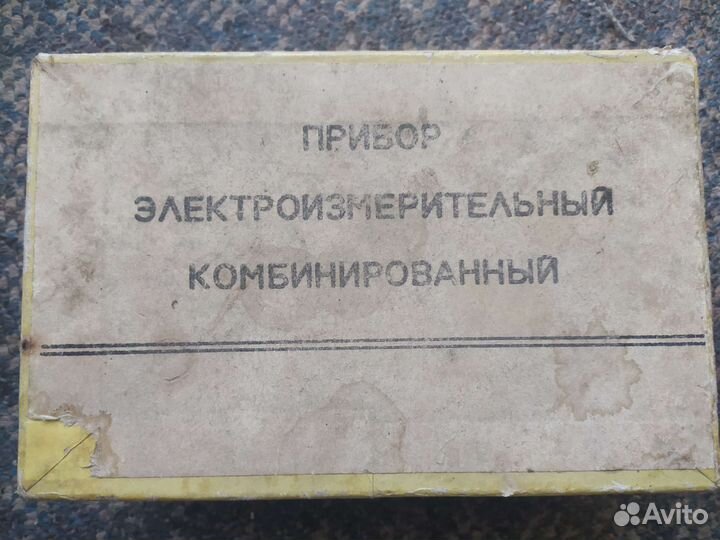 ПРИБОР
ЭЛЕКТРОИЗМЕРИТЕЛЬНЫЙ
КОМБИНИРОВАННЫЙ
Avito